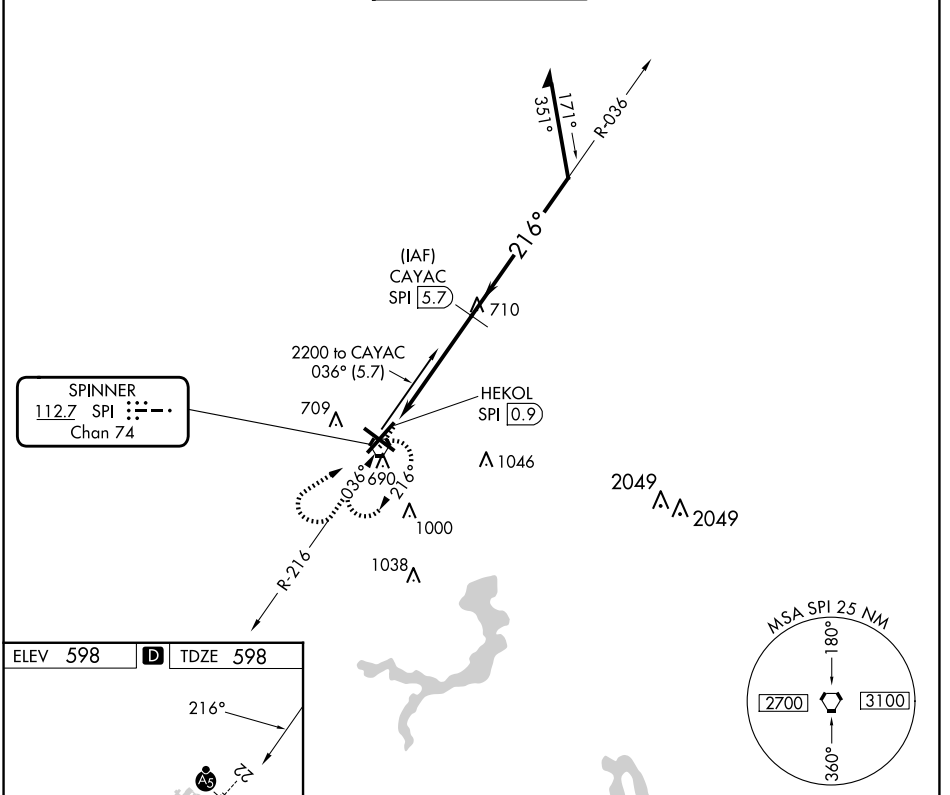 351°
171°
R-036
216°
(IAF)
CAYAC
SPI 5.7
710
2200 to CAYAC
036° (5.7)
HEKOL
SPI 0.9
SPINNER
112.7 SPI
Chan 74
709
1046
690
036°
216°
2049
2049
1000
1038
R-216
MSA SPI 25 NM
180°
2700
3100
360°
ELEV 598 D TDZE 598
216°
22
A5